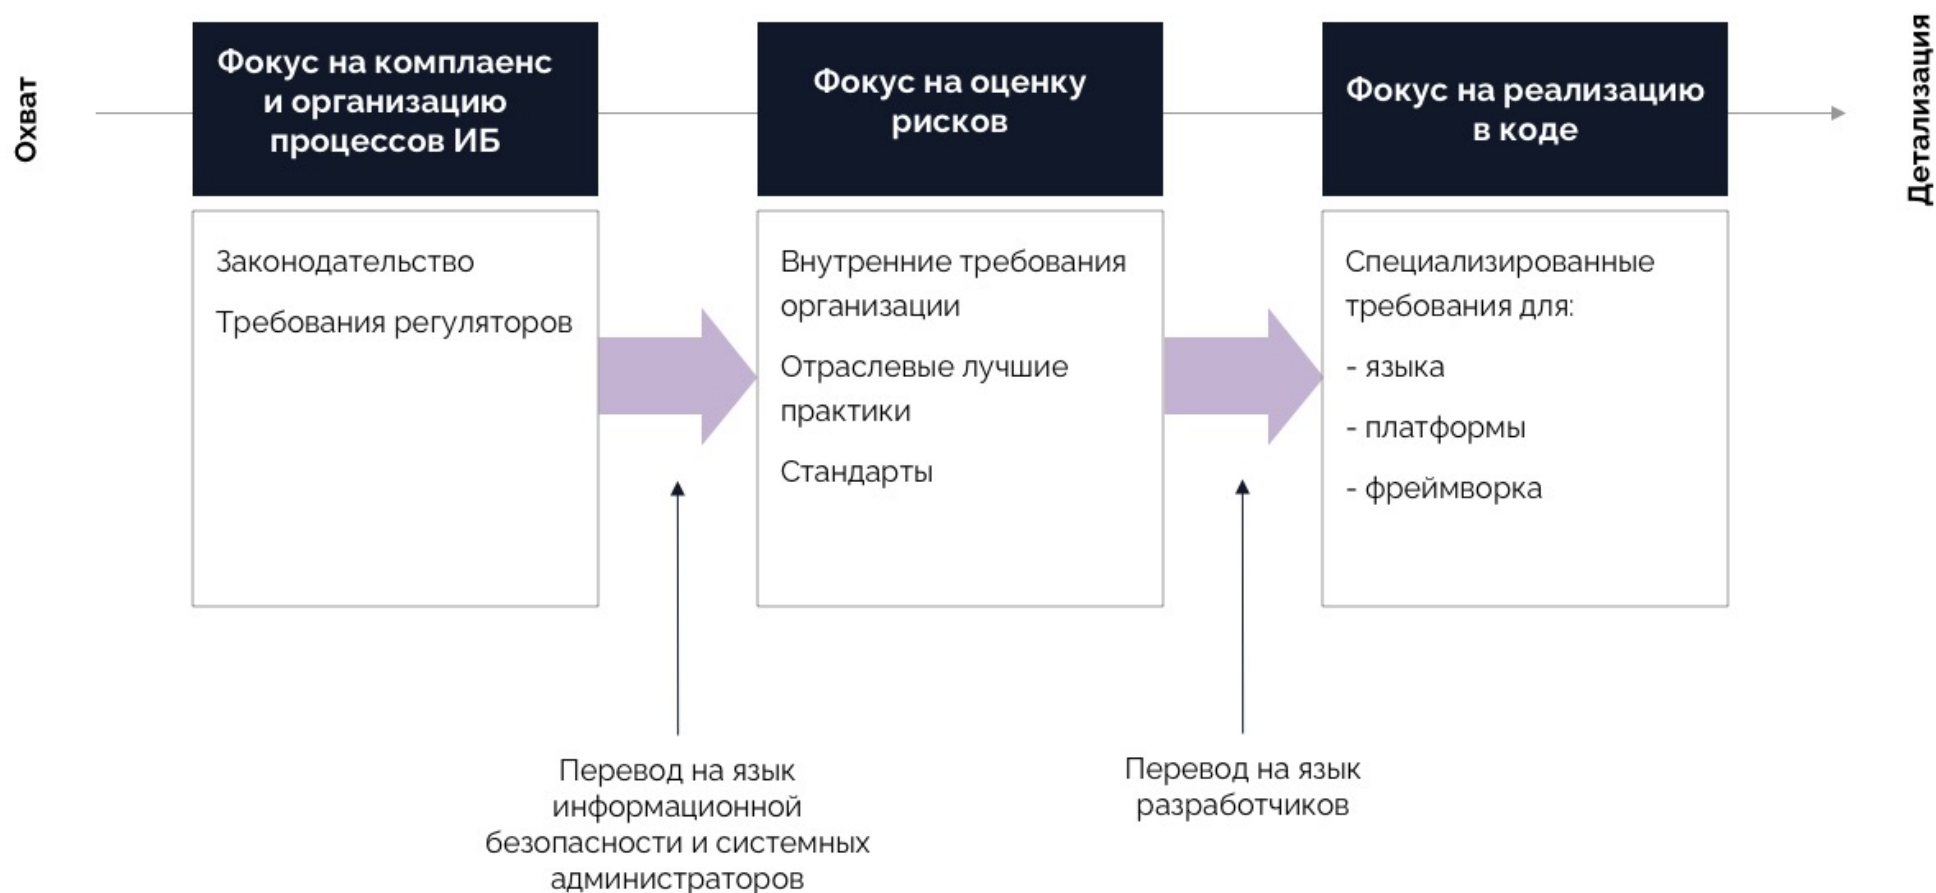 Охват
Фокус на комплаенс
и организацию
процессов ИБ
Фокус на оценку
рисков
Фокус на реализацию
в коде
Детализация
Законодательство
Требования регуляторов
Внутренние требования
организации
Отраслевые лучшие
практики
Стандарты
Специализированные
требования для:
- языка
- платформы
- фреймворка
Перевод на язык
информационной
безопасности и системных
администраторов
Перевод на язык
разработчиков